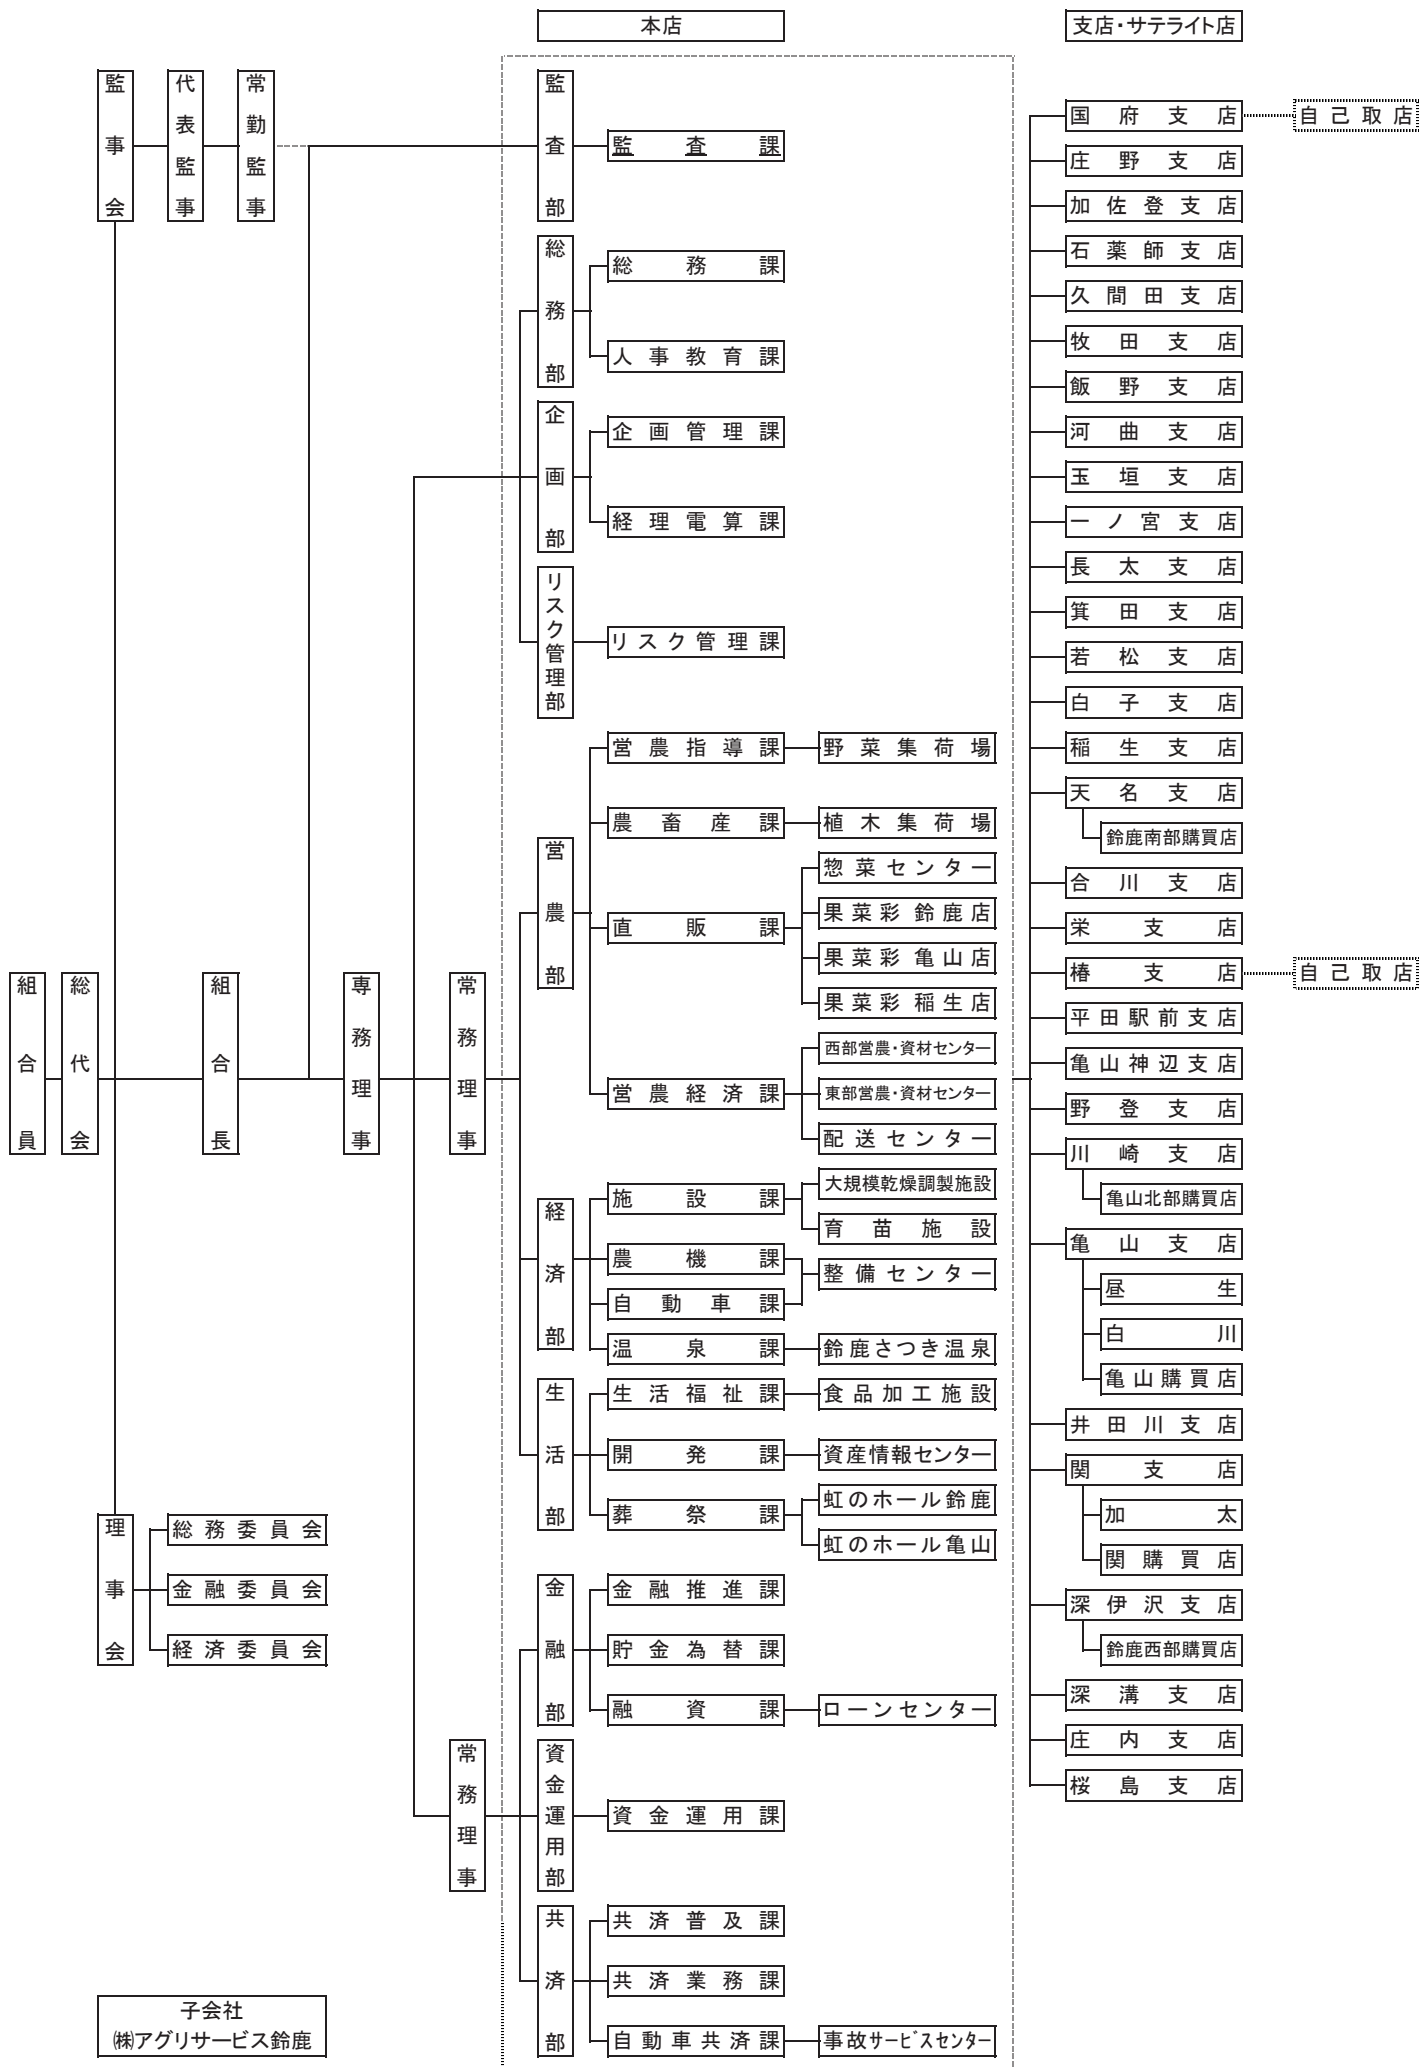 本店
支店・サテライト店
監事会
代表監事
常勤監事
監査部
監査課
総務部
総務課
人事教育課
企画部
企画管理課
経理電算課
リスク管理部
リスク管理課
組合員
総代会
組合長
専務理事
常務理事
営農部
営農指導課
野菜集荷場
農畜産課
植木集荷場
直販課
惣菜センター
果菜彩鈴鹿店
果菜彩亀山店
果菜彩稲生店
営農経済課
西部営農・資材センター
東部営農・資材センター
配送センター
経済部
施設課
大規模乾燥調製施設
育苗施設
農機課
自動車課
整備センター
温泉課
鈴鹿さつき温泉
生活部
生活福祉課
食品加工施設
開発課
資産情報センター
葬祭課
虹のホール鈴鹿
虹のホール亀山
理事会
総務委員会
金融委員会
経済委員会
常務理事
金融部
金融推進課
貯金為替課
融資課
ローンセンター
資金運用部
資金運用課
共済部
共済普及課
共済業務課
自動車共済課
事故サービスセンター
子会社
㈱アグリサービス鈴鹿
国府支店
自己取店
庄野支店
加佐登支店
石薬師支店
久間田支店
牧田支店
飯野支店
河曲支店
玉垣支店
一ノ宮支店
長太支店
箕田支店
若松支店
白子支店
稲生支店
天名支店
鈴鹿南部購買店
合川支店
栄支店
椿支店
自己取店
平田駅前支店
亀山神辺支店
野登支店
川崎支店
亀山北部購買店
亀山支店
昼生
白川
亀山購買店
井田川支店
関支店
加太
関購買店
深伊沢支店
鈴鹿西部購買店
深溝支店
庄内支店
桜島支店